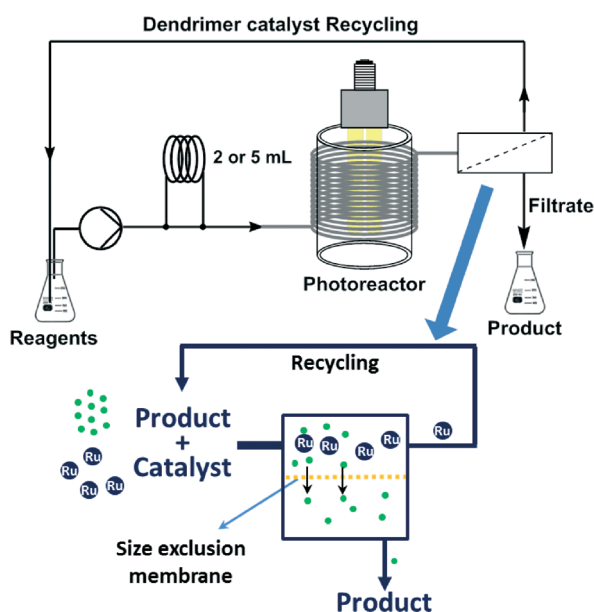 Dendrimer catalyst Recycling
2 or 5 mL
Filtrate
Photoreactor
Product
Reagents
Recycling
Product
+
Catalyst
Ru
Ru
Ru
Ru
Ru
Ru
Ru
Ru
Ru
Size exclusion
membrane
Product